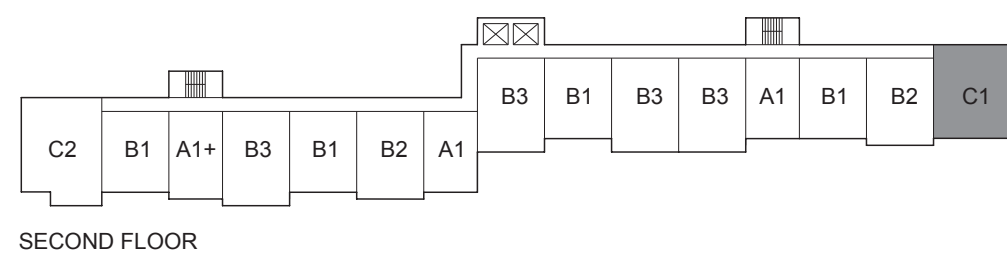 B3 B1 B3 B3 A1 B1 B2 C1
C2 B1 A1+ B3 B1 B2 A1
SECOND FLOOR